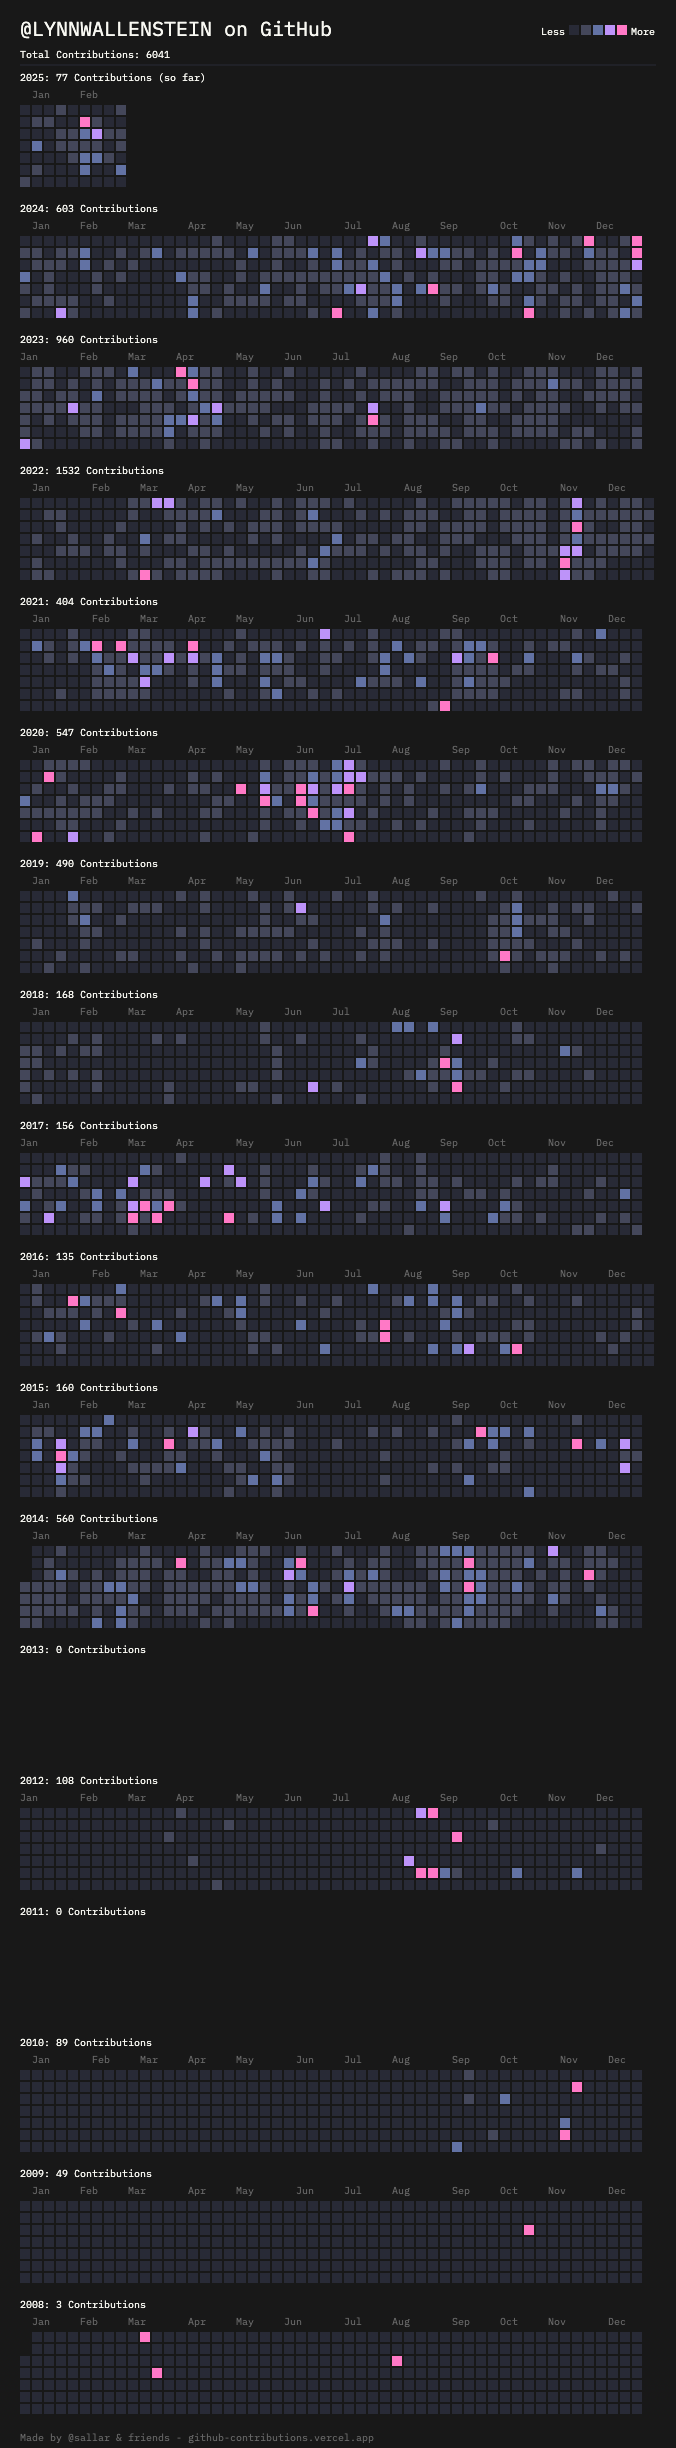 @LYNNWALLENSTEIN on GitHub
Less More
Total Contributions: 6041
2025: 77 Contributions (so far)
Jan Feb
2024: 603 Contributions
Jan Feb Mar Apr May Jun Jul Aug Sep Oct Nov Dec
2023: 960 Contributions
Jan Feb Mar Apr May Jun Jul Aug Sep Oct Nov Dec
2022: 1532 Contributions
Jan Feb Mar Apr May Jun Jul Aug Sep Oct Nov Dec
2021: 404 Contributions
Jan Feb Mar Apr May Jun Jul Aug Sep Oct Nov Dec
2020: 547 Contributions
Jan Feb Mar Apr May Jun Jul Aug Sep Oct Nov Dec
2019: 490 Contributions
Jan Feb Mar Apr May Jun Jul Aug Sep Oct Nov Dec
2018: 168 Contributions
Jan Feb Mar Apr May Jun Jul Aug Sep Oct Nov Dec
2017: 156 Contributions
Jan Feb Mar Apr May Jun Jul Aug Sep Oct Nov Dec
2016: 135 Contributions
Jan Feb Mar Apr May Jun Jul Aug Sep Oct Nov Dec
2015: 160 Contributions
Jan Feb Mar Apr May Jun Jul Aug Sep Oct Nov Dec
2014: 560 Contributions
Jan Feb Mar Apr May Jun Jul Aug Sep Oct Nov Dec
2013: 0 Contributions
2012: 108 Contributions
Jan Feb Mar Apr May Jun Jul Aug Sep Oct Nov Dec
2011: 0 Contributions
2010: 89 Contributions
Jan Feb Mar Apr May Jun Jul Aug Sep Oct Nov Dec
2009: 49 Contributions
Jan Feb Mar Apr May Jun Jul Aug Sep Oct Nov Dec
2008: 3 Contributions
Jan Feb Mar Apr May Jun Jul Aug Sep Oct Nov Dec
Made by @sallar & friends - github-contributions.vercel.app